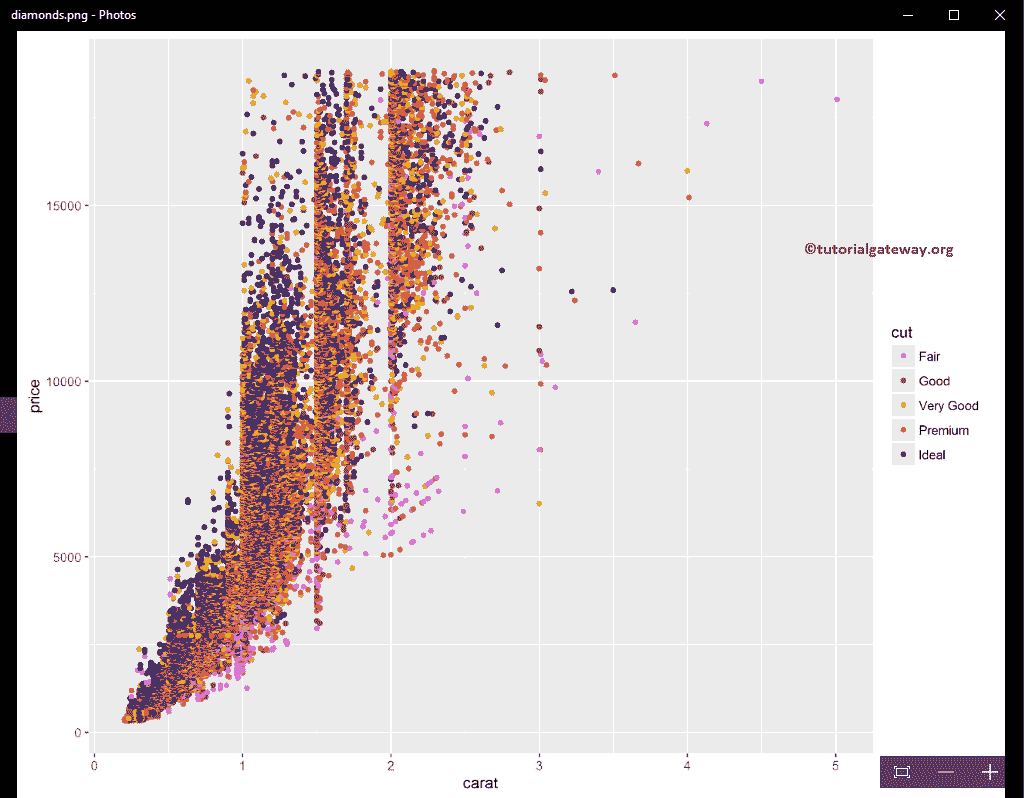 diamonds.png - Photos
15000
10000
5000
0
price
0 1 2 3 4 5
carat
©tutorialgateway.org
cut
Fair
Good
Very Good
Premium
Ideal